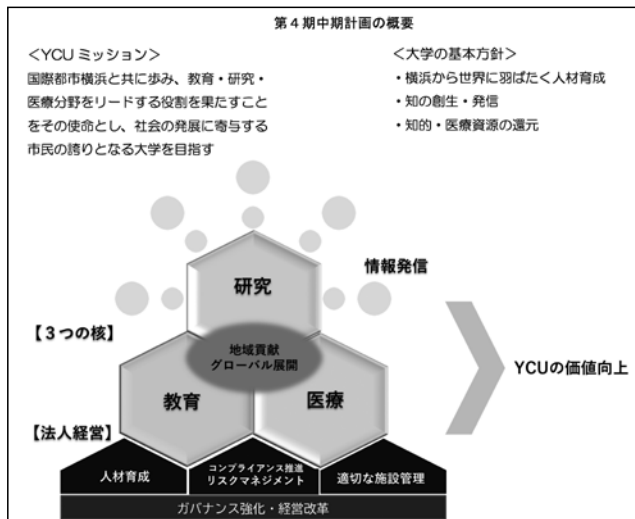 第４期中期計画の概要
＜YCU ミッション＞
国際都市横浜と共に歩み、教育・研究・
医療分野をリードする役割を果たすこと
をその使命とし、社会の発展に寄与する
市民の誇りとなる大学を目指す
＜大学の基本方針＞
・横浜から世界に羽ばたく人材育成
・知の創生・発信
・知的・医療資源の還元
情報発信
研究
【３つの核】
地域貢献
グローバル展開
YCUの価値向上
教育
医療
【法人経営】
人材育成
コンプライアンス推進
リスクマネジメント
適切な施設管理
ガバナンス強化・経営改革